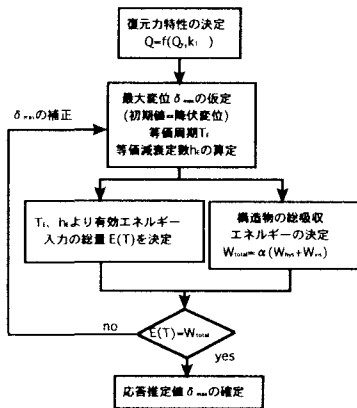 復元力特性の決定
Q=f(Qy,k1 )
δmaxの補正
最大変位δmaxの仮定
(初期値=降伏変位)
等価周期Tf
等価減衰定数hの算定
Tf、hより有効エネルギー
入力の総量E(T)を決定
構造物の総吸収
エネルギーの決定
Wtotal=α(Whys+W)
no
E(T)=Wtotal
yes
応答推定値δmaxの確定